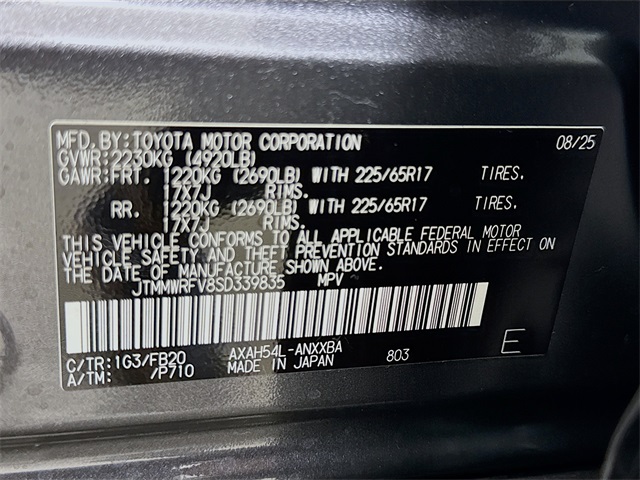 MFD.BY:TOYOTA MOTOR CORPORATION 08/25
GVWR:2230KG (4920LB)
GAWR:FRT. 1220KG (2690LB) WITH 225/65R17 TIRES.
17X7J RIMS.
RR. 1220KG (2690LB) WITH 225/65R17 TIRES.
17X7J RIMS.
THIS VEHICLE CONFORMS TO ALL APPLICABLE FEDERAL MOTOR
VEHICLE SAFETY AND THEFT PREVENTION STANDARDS IN EFFECT ON
THE DATE OF MANUFACTURE SHOWN ABOVE.
JTMMWRFV8SD339835 MPV
C/TR:1G3/FB20 AXAH54L-ANXXBA 803 E
A/TM: /P710 MADE IN JAPAN